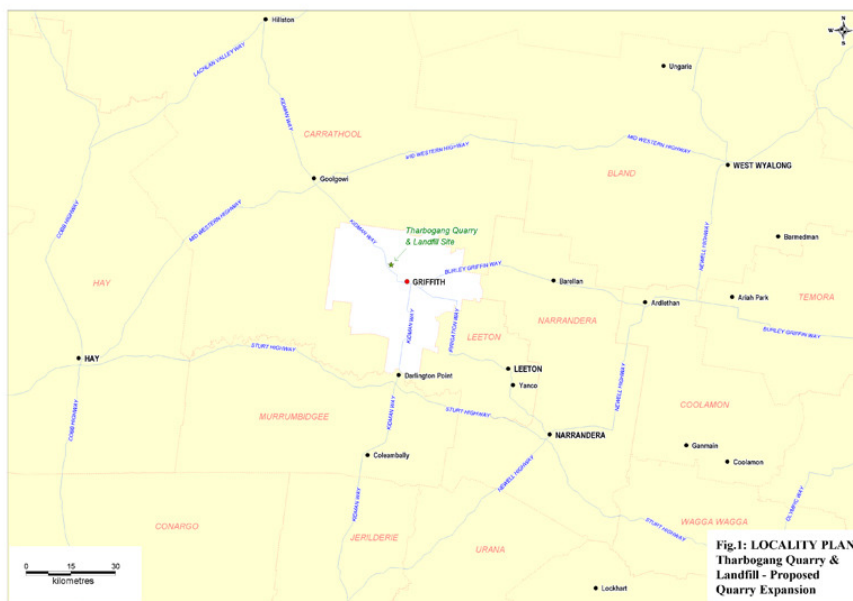 Hillston
N
W
E
S
LACHLAN VALLEY WAY
Ungarie
KIDMAN WAY
CARRATHOOL
MID WESTERN HIGHWAY
MID WESTERN HIGHWAY
WEST WYALONG
BLAND
Goolgowi
MID WESTERN HIGHWAY
COBB HIGHWAY
KIDMAN WAY
Tharbogang Quarry
& Landfill Site
NEWELL HIGHWAY
Barmedman
BURLEY GRIFFIN WAY
HAY
GRIFFITH
Barellan
Ardlethan
Ariah Park
TEMORA
KIDMAN WAY
IRRIGATION WAY
LEETON
NARRANDERA
BURLEY GRIFFIN WAY
STURT HIGHWAY
HAY
LEETON
Darlington Point
Yanco
NEWELL HIGHWAY
COOLAMON
MURRUMBIDGEE
KIDMAN WAY
STURT HIGHWAY
COBB HIGHWAY
NARRANDERA
Ganmain
Coleambally
Coolamon
NEWELL HIGHWAY
KIDMAN WAY
OLYMPIC WAY
CONARGO
STURT HIGHWAY
WAGGA WAGGA
JERILDERIE
URANA
Fig.1: LOCALITY PLAN
Tharbogang Quarry &
Landfill - Proposed
Quarry Expansion
0 15 30
kilometres
Lockhart